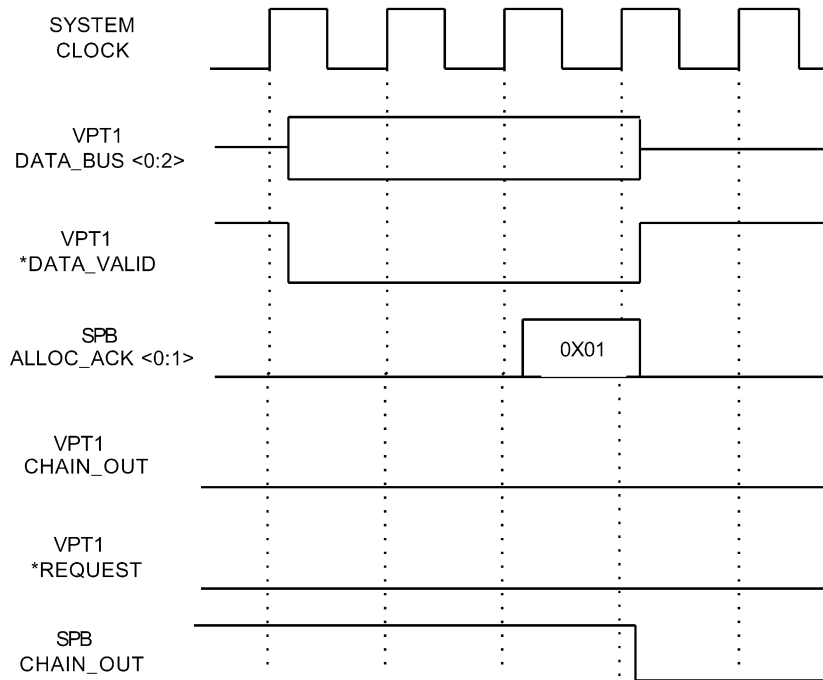 SYSTEM
CLOCK
VPT1
DATA_BUS <0:2>
VPT1
*DATA_VALID
SPB
ALLOC_ACK <0:1>
0X01
VPT1
CHAIN_OUT
VPT1
*REQUEST
SPB
CHAIN_OUT